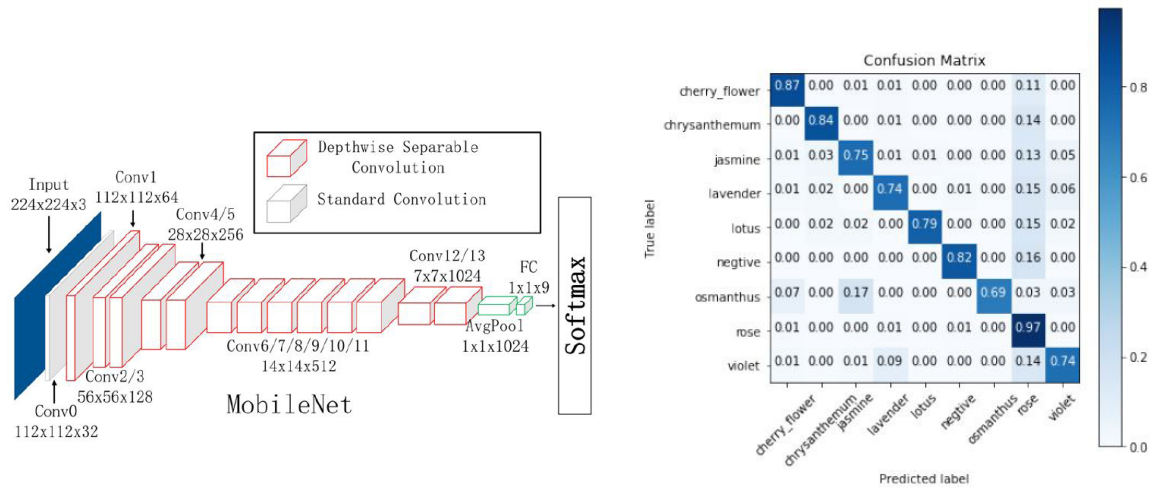 Depthwise Separable
Convolution
Standard Convolution
Input
224x224x3
Conv1
112x112x64
Conv4/5
28x28x256
Conv12/13
7x7x1024
FC
1x1x9
AvgPool
1x1x1024
Conv6/7/8/9/10/11
14x14x512
Conv2/3
56x56x128
Conv0
112x112x32
MobileNet
Softmax
Confusion Matrix
True label
cherry_flower 0.87 0.00 0.01 0.01 0.00 0.00 0.00 0.11 0.00
chrysanthemum 0.00 0.84 0.00 0.01 0.00 0.00 0.00 0.14 0.00
jasmine 0.01 0.03 0.75 0.01 0.01 0.00 0.00 0.13 0.05
lavender 0.01 0.02 0.00 0.74 0.00 0.01 0.00 0.15 0.06
lotus 0.00 0.02 0.02 0.00 0.79 0.00 0.00 0.15 0.02
negtive 0.00 0.00 0.00 0.00 0.00 0.82 0.00 0.16 0.00
osmanthus 0.07 0.00 0.17 0.00 0.00 0.00 0.69 0.03 0.03
rose 0.01 0.00 0.00 0.01 0.00 0.01 0.00 0.97 0.00
violet 0.01 0.00 0.01 0.09 0.00 0.00 0.00 0.14 0.74
cherry_flower
chrysanthemum
jasmine
lavender
lotus
negtive
osmanthus
rose
violet
Predicted label
0.8
0.6
0.4
0.2
0.0